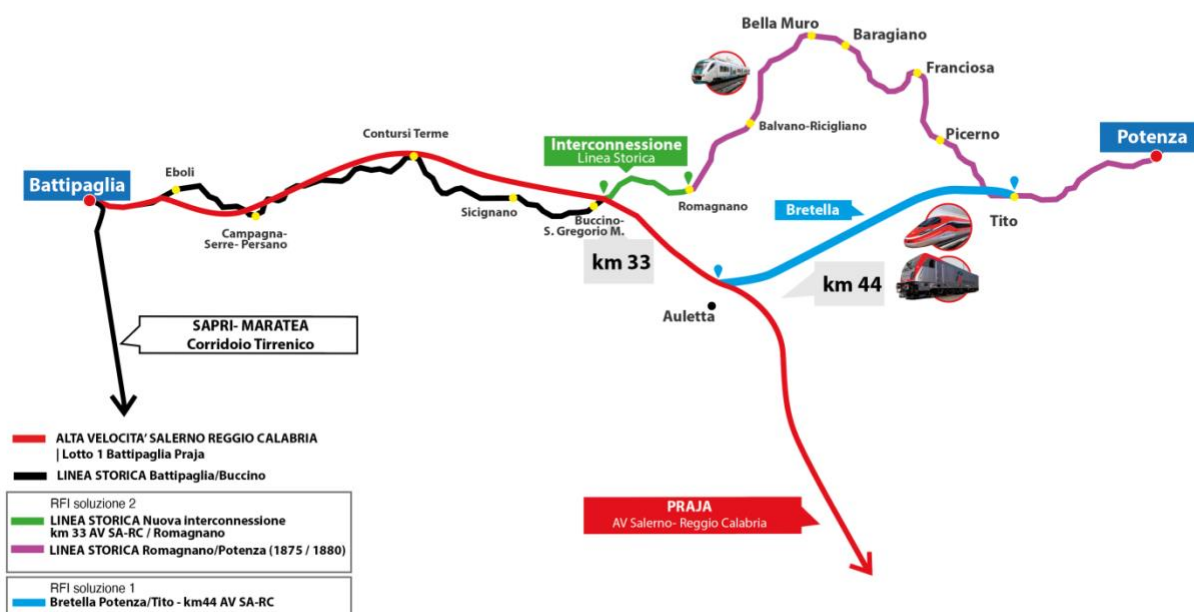 Bella Muro
Baragiano
Franciosa
Balvano-Ricigliano
Picerno
Potenza
Contursi Terme
Interconnessione
Linea Storica
Eboli
Battipaglia
Romagnano
Sicignano
Buccino-
S. Gregorio M.
Bretella
Tito
Campagna-
Serre- Persano
km 33
km 44
Auletta
SAPRI- MARATEA
Corridoio Tirrenico
ALTA VELOCITA' SALERNO REGGIO CALABRIA
| Lotto 1 Battipaglia Praja
LINEA STORICA Battipaglia/Buccino
RFI soluzione 2
LINEA STORICA Nuova interconnessione
km 33 AV SA-RC / Romagnano
LINEA STORICA Romagnano/Potenza (1875 / 1880)
RFI soluzione 1
Bretella Potenza/Tito - km44 AV SA-RC
PRAJA
AV Salerno- Reggio Calabria